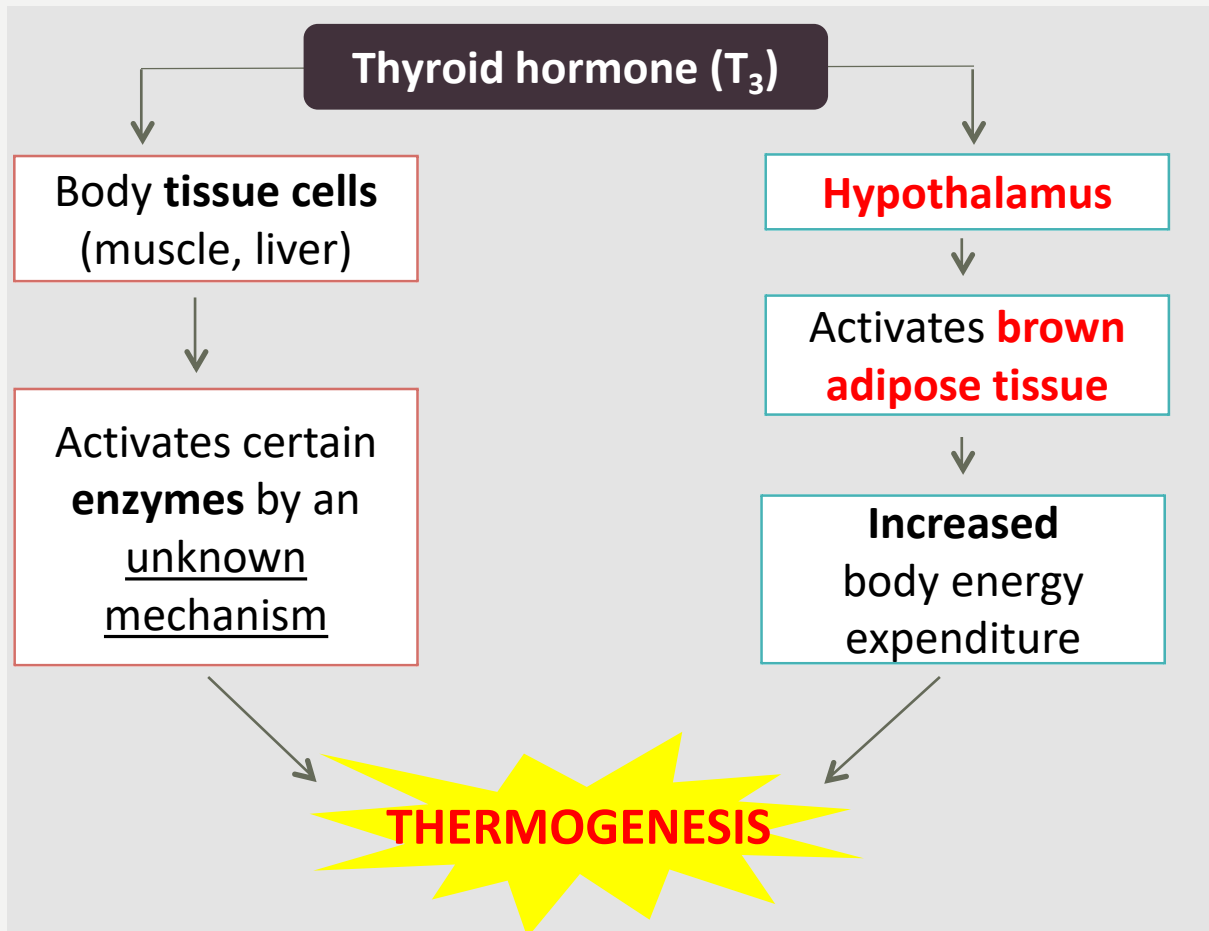 Thyroid hormone (T₃)
Body tissue cells
(muscle, liver)
Activates certain
enzymes by an
unknown
mechanism
Hypothalamus
Activates brown
adipose tissue
Increased
body energy
expenditure
THERMOGENESIS